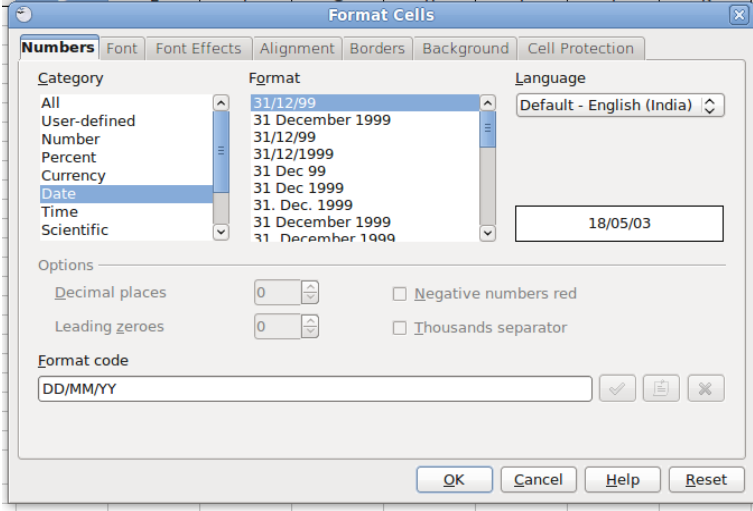 Format Cells
Numbers Font Font Effects Alignment Borders Background Cell Protection
Category
All
User-defined
Number
Percent
Currency
Date
Time
Scientific
Format
31/12/99
31 December 1999
31/12/99
31/12/1999
31 Dec 99
31 Dec 1999
31. Dec. 1999
31 December 1999
31. December 1999
Language
Default - English (India)
18/05/03
Options
Decimal places 0
Negative numbers red
Leading zeroes 0
Thousands separator
Format code
DD/MM/YY
OK Cancel Help Reset